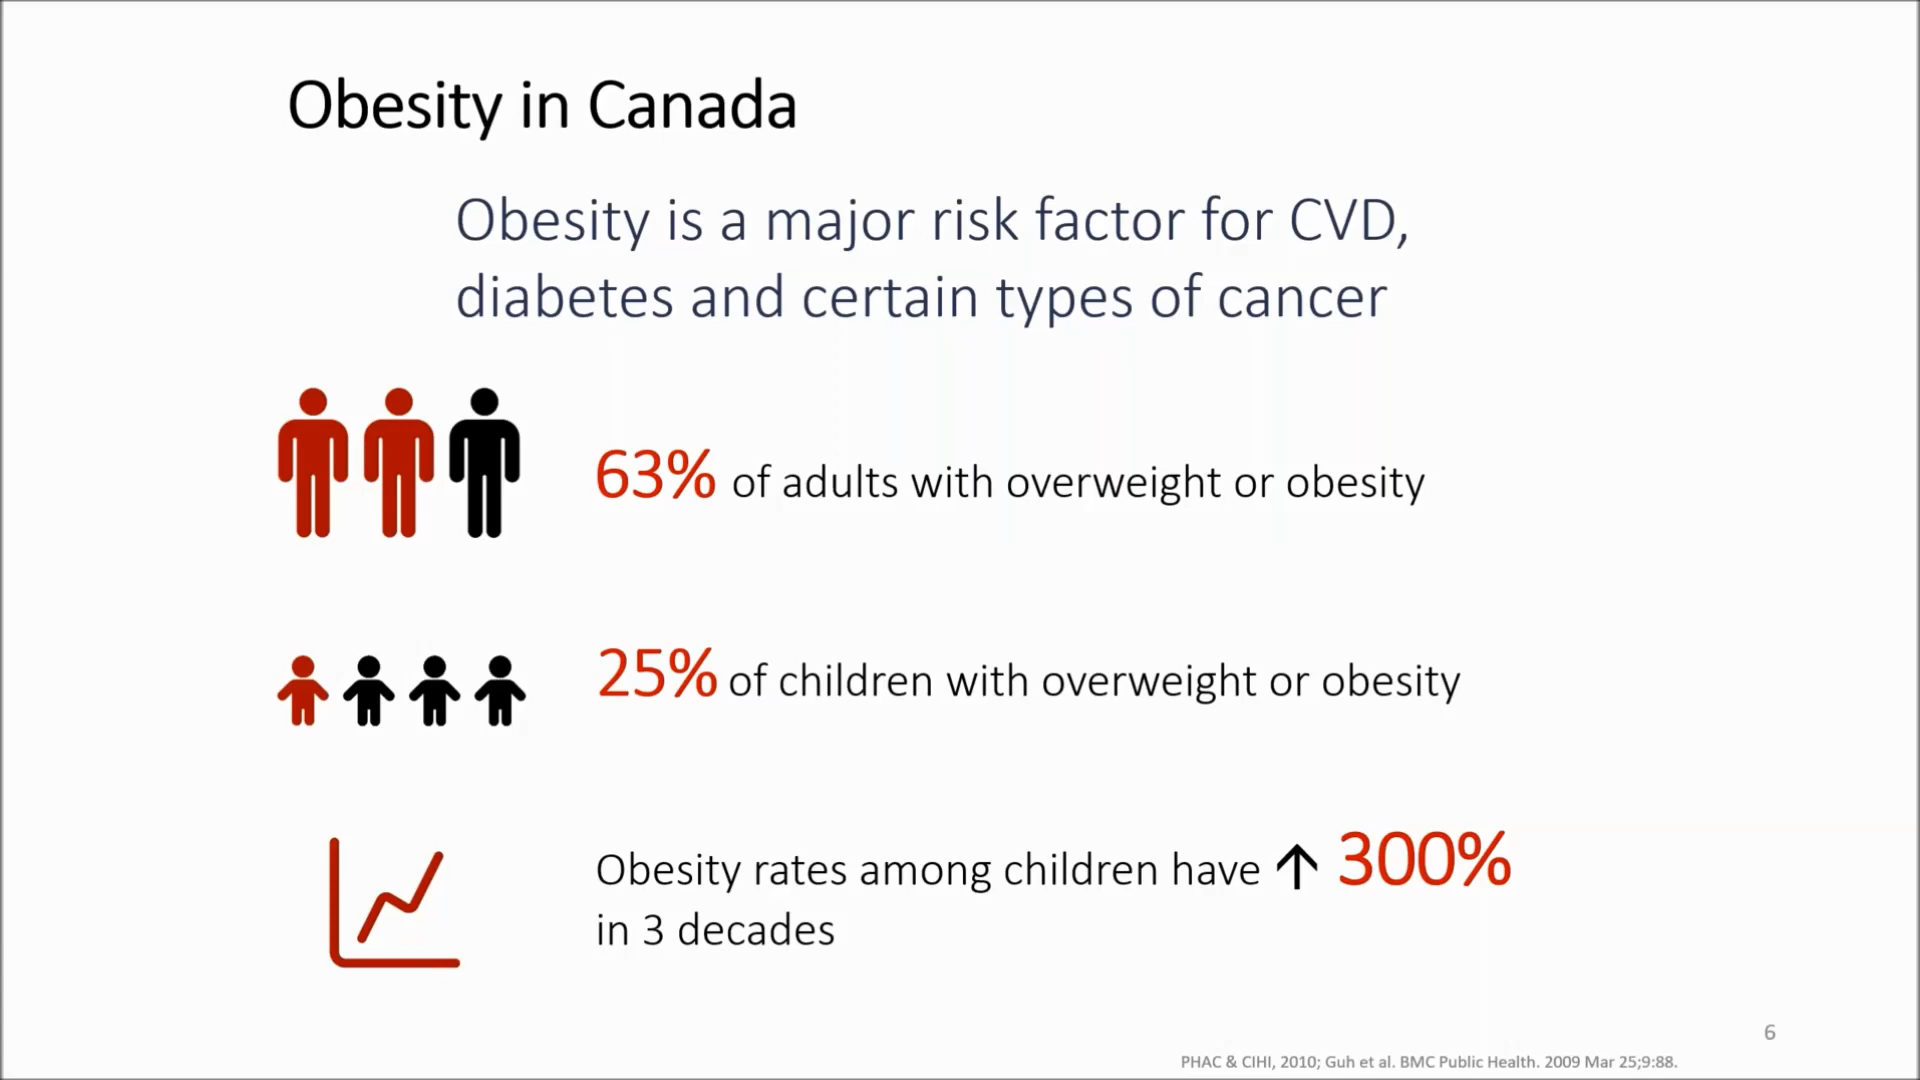 Obesity in Canada
Obesity is a major risk factor for CVD,
diabetes and certain types of cancer
63% of adults with overweight or obesity
25% of children with overweight or obesity
Obesity rates among children have ↑ 300%
in 3 decades
6
PHAC & CIHI, 2010; Guh et al. BMC Public Health. 2009 Mar 25;9:88.